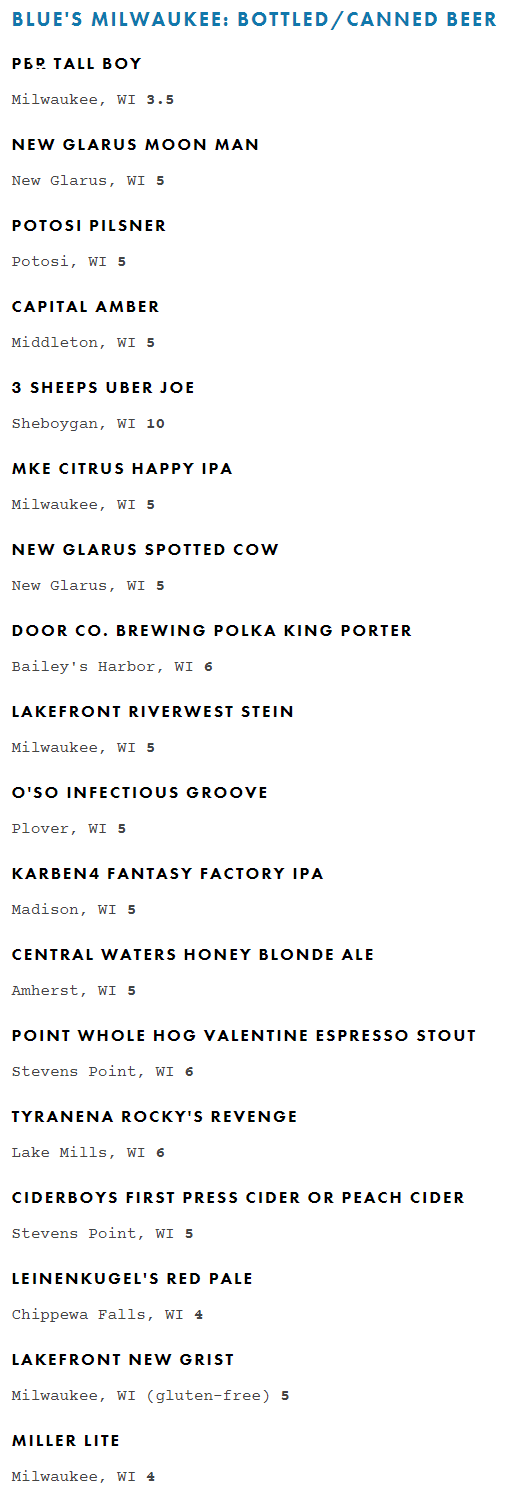 BLUE'S MILWAUKEE: BOTTLED/CANNED BEER
PBR TALL BOY
Milwaukee, WI 3.5
NEW GLARUS MOON MAN
New Glarus, WI 5
POTOSI PILSNER
Potosi, WI 5
CAPITAL AMBER
Middleton, WI 5
3 SHEEPS UBER JOE
Sheboygan, WI 10
MKE CITRUS HAPPY IPA
Milwaukee, WI 5
NEW GLARUS SPOTTED COW
New Glarus, WI 5
DOOR CO. BREWING POLKA KING PORTER
Bailey's Harbor, WI 6
LAKEFRONT RIVERWEST STEIN
Milwaukee, WI 5
O'SO INFECTIOUS GROOVE
Plover, WI 5
KARBEN4 FANTASY FACTORY IPA
Madison, WI 5
CENTRAL WATERS HONEY BLONDE ALE
Amherst, WI 5
POINT WHOLE HOG VALENTINE ESPRESSO STOUT
Stevens Point, WI 6
TYRANENA ROCKY'S REVENGE
Lake Mills, WI 6
CIDERBOYS FIRST PRESS CIDER OR PEACH CIDER
Stevens Point, WI 5
LEINENKUGEL'S RED PALE
Chippewa Falls, WI 4
LAKEFRONT NEW GRIST
Milwaukee, WI (gluten-free) 5
MILLER LITE
Milwaukee, WI 4